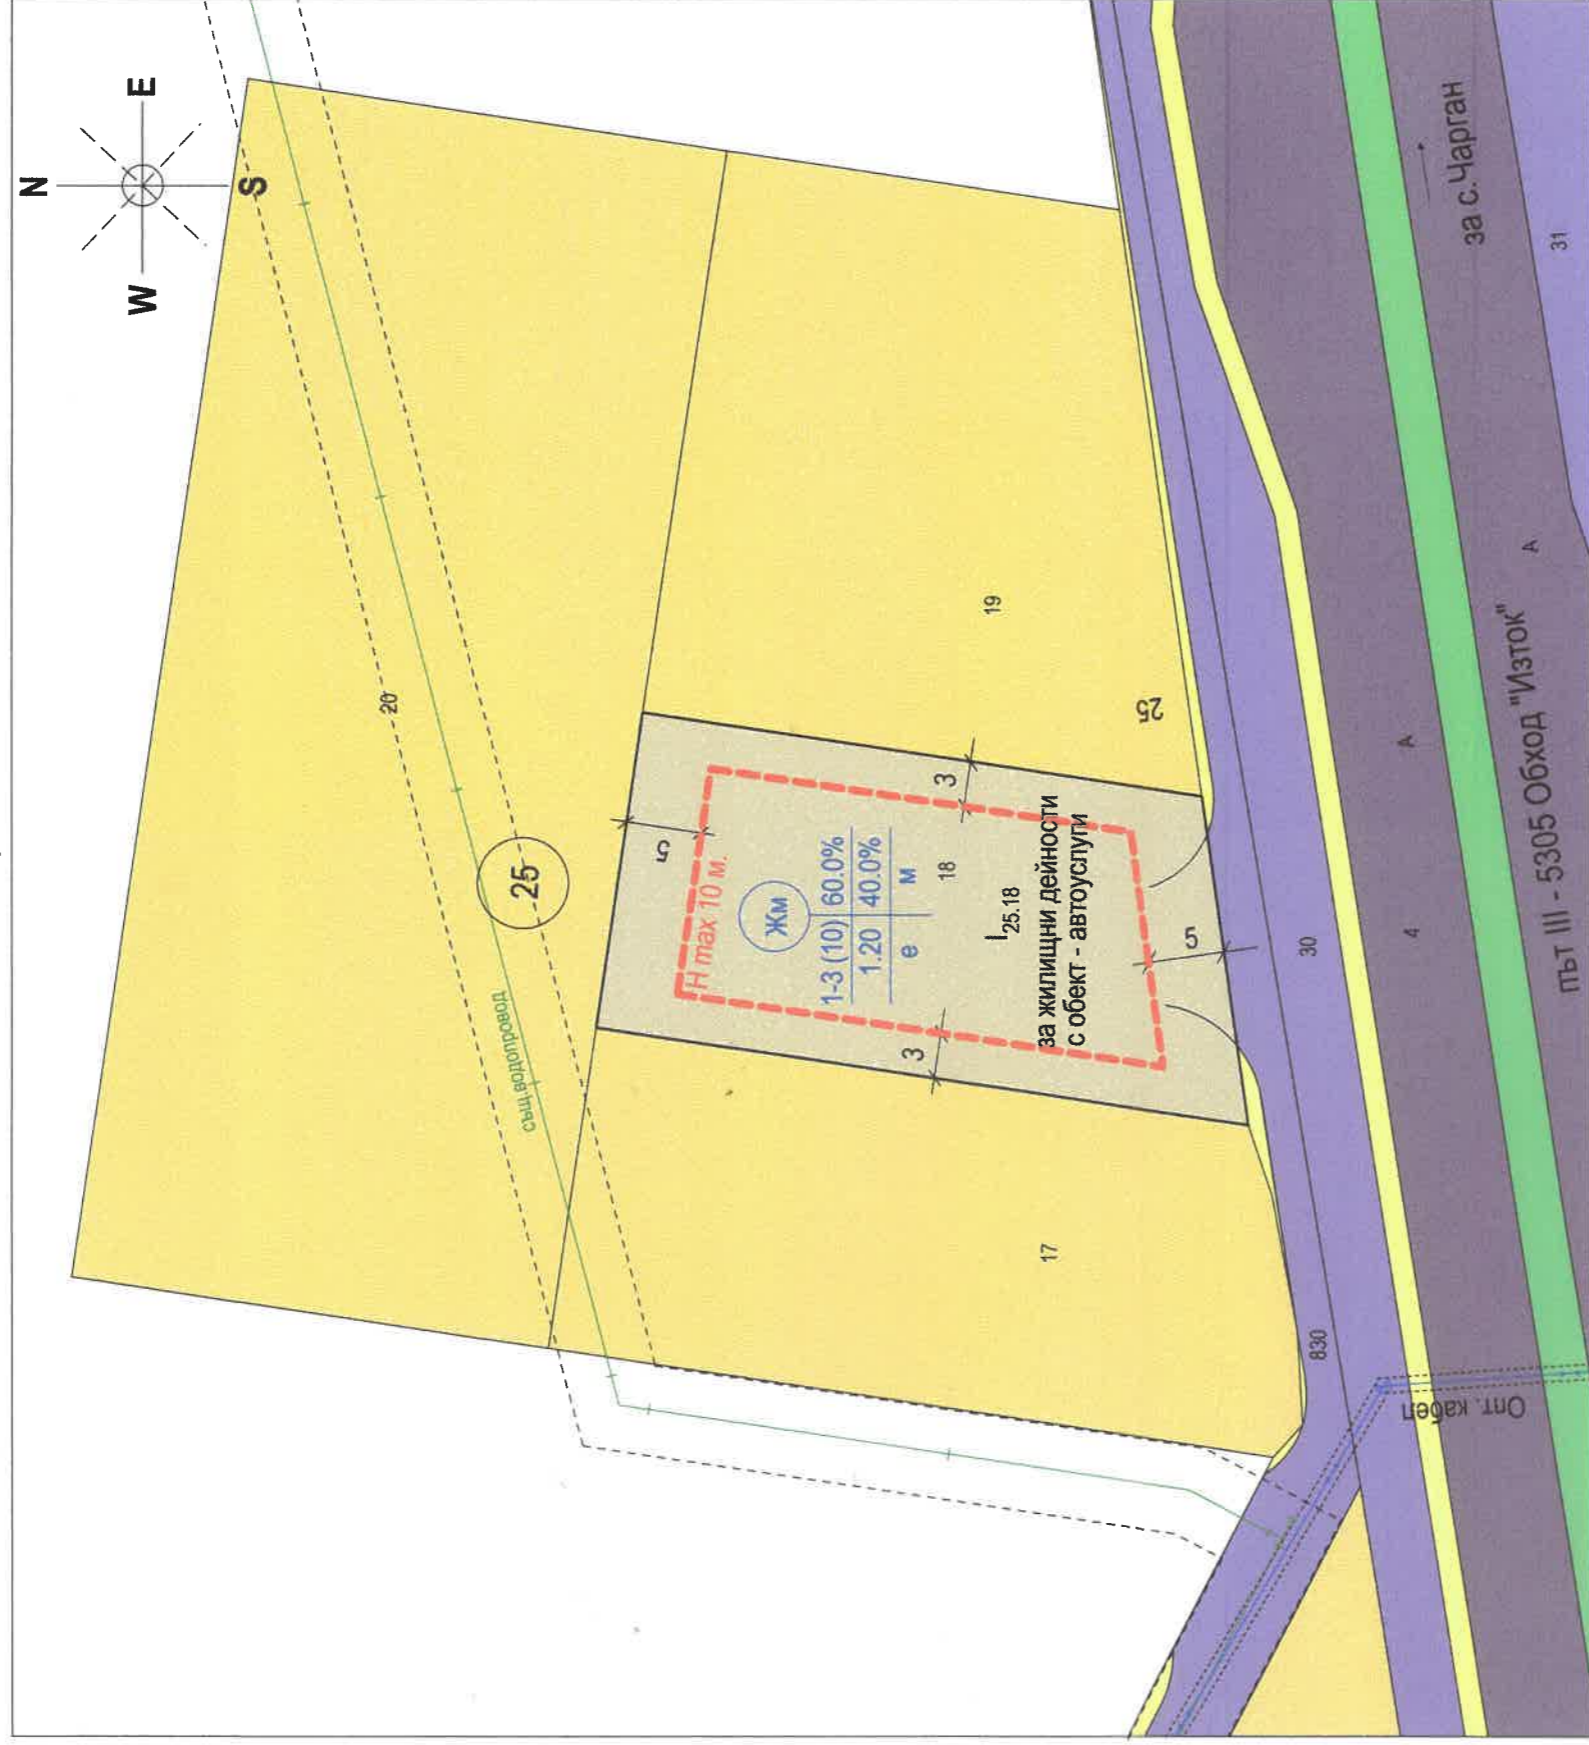 N
W
E
S
20
същ.водопровод
25
5
H max 10 м.
Жм
1-3 (10) 60.0%
1.20 40.0%
е м
3
3
18
I25.18
за жилищни дейности
с обект - автоуслуги
5
19
25
17
30
830
4
А
А
Опт. кабел
път III - 5305 Обход "Изток"
за с.Чарган
31